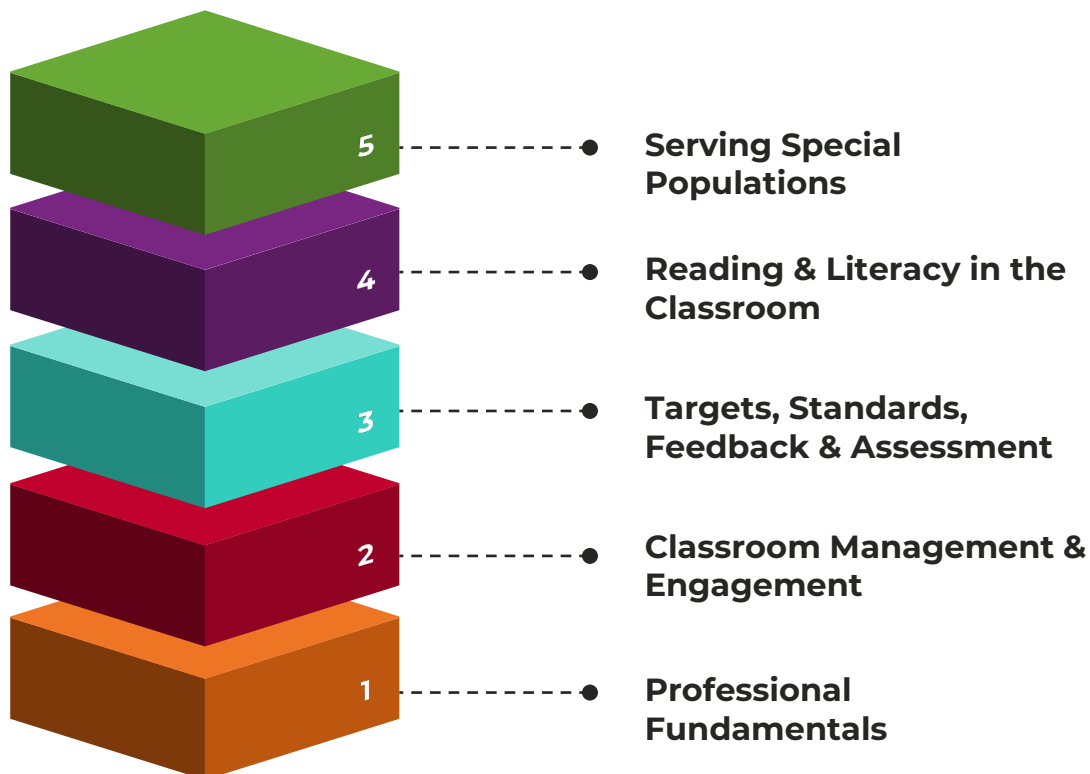 5
Serving Special
Populations
4
Reading & Literacy in the
Classroom
3
Targets, Standards,
Feedback & Assessment
2
Classroom Management &
Engagement
1
Professional
Fundamentals